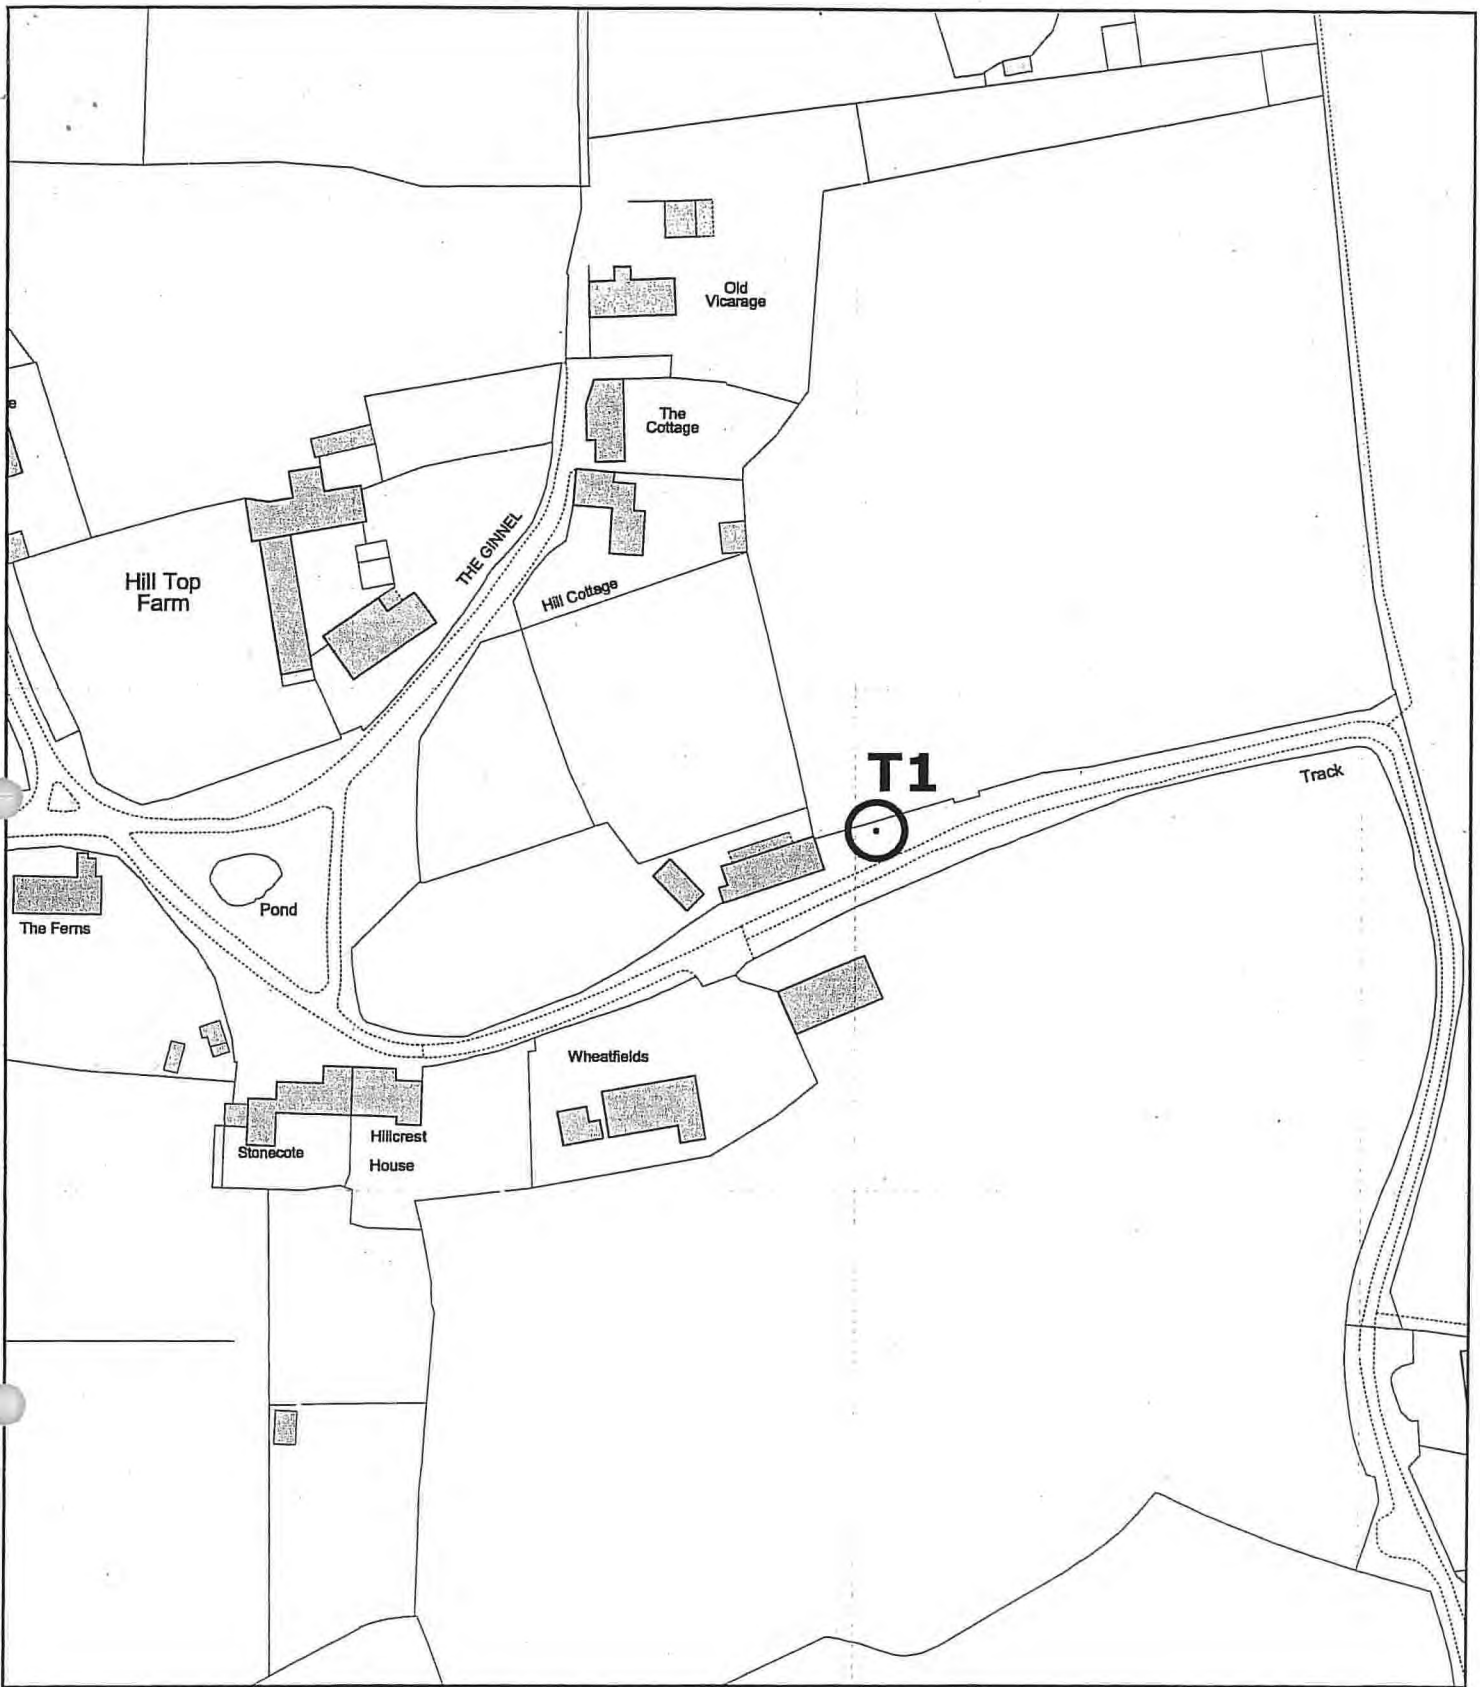 Old
Vicarage
e
The
Cottage
THE GINNEL
Hill Top
Farm
Hill Cottage
T1
Track
Pond
The Ferns
Wheatfields
Hillcrest
House
Stonecote